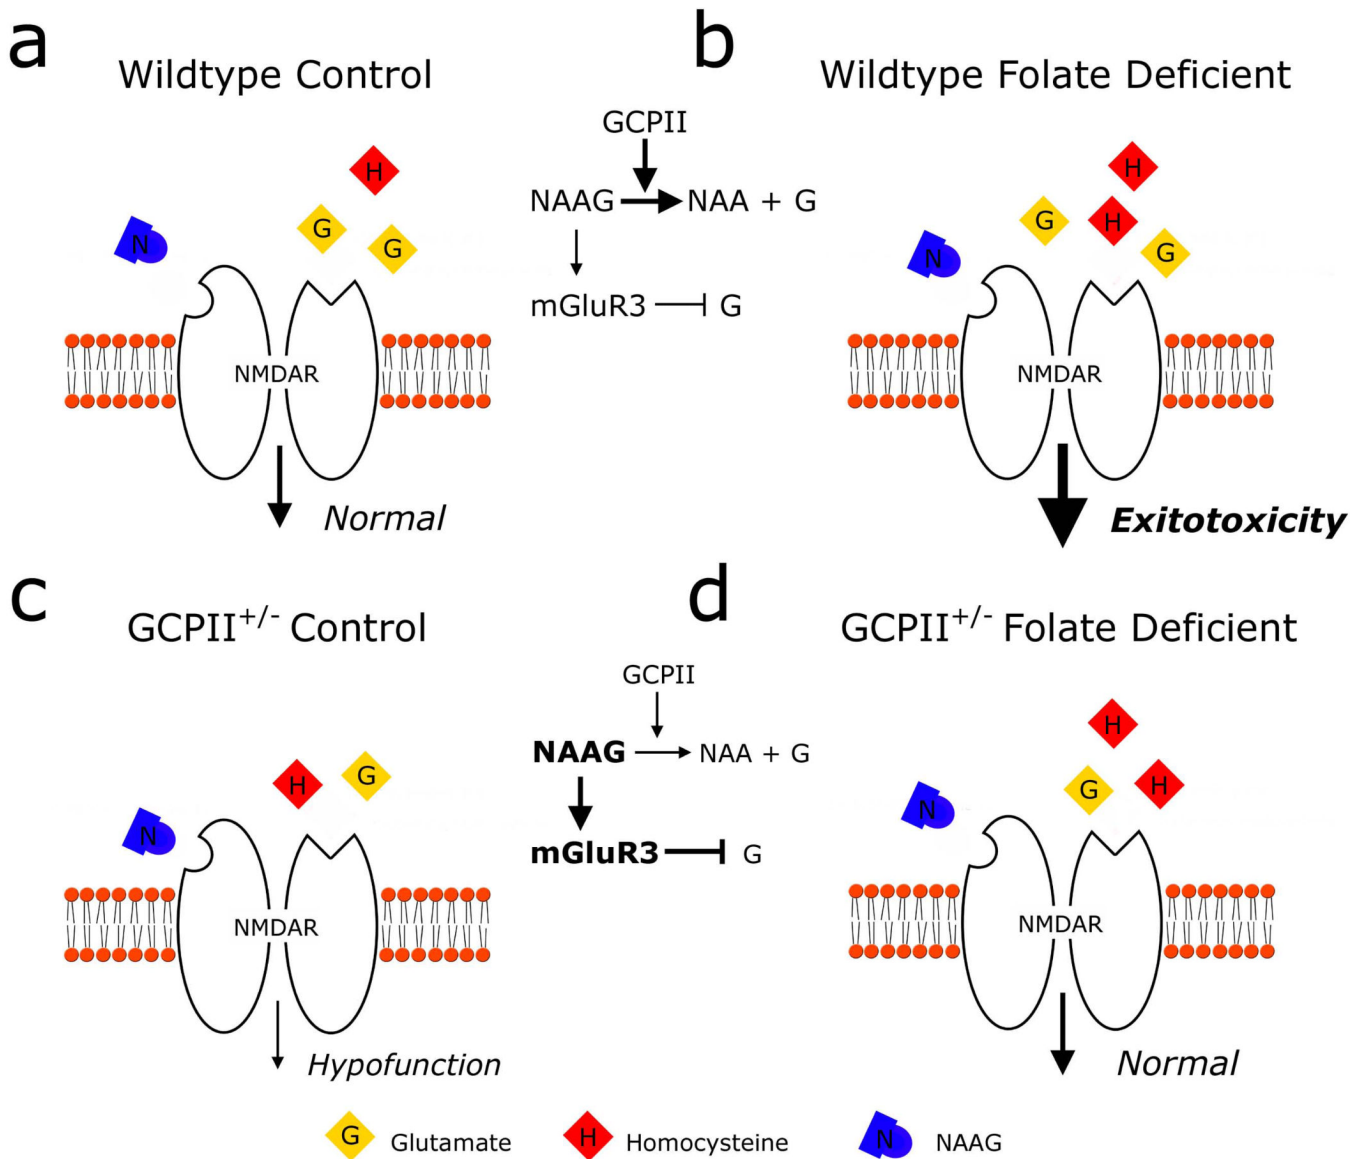 a
Wildtype Control
H
G
G
N
NMDAR
Normal
GCPII
NAAG NAA + G
mGluR3 G
b
Wildtype Folate Deficient
H
G
H
G
N
NMDAR
Exitotoxicity
c
GCPII+/- Control
H
G
N
NMDAR
Hypofunction
GCPII
NAAG NAA + G
mGluR3 G
d
GCPII+/- Folate Deficient
H
G
H
N
NMDAR
Normal
G Glutamate
H Homocysteine
N NAAG